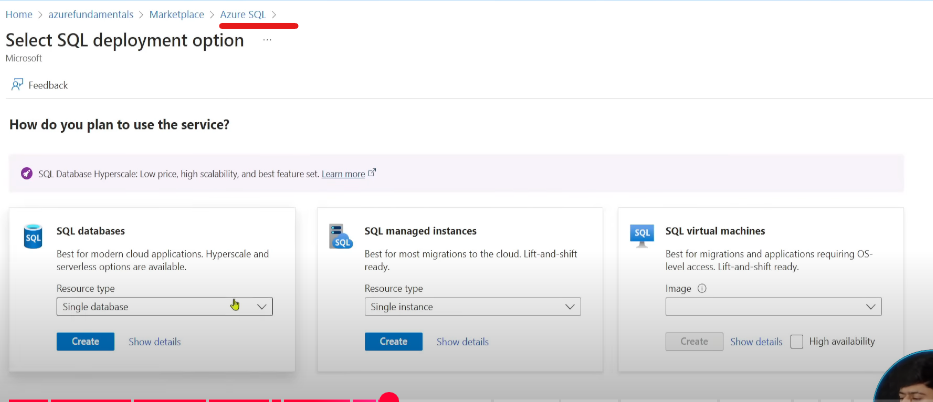 Home > azurefundamentals > Marketplace > Azure SQL >
Select SQL deployment option ...
Microsoft
Feedback
How do you plan to use the service?
SQL Database Hyperscale: Low price, high scalability, and best feature set. Learn more
SQL
SQL databases
Best for modern cloud applications. Hyperscale and
serverless options are available.
Resource type
Single database
Create Show details
SQL
SQL managed instances
Best for most migrations to the cloud. Lift-and-shift
ready.
Resource type
Single instance
Create Show details
SQL
SQL virtual machines
Best for migrations and applications requiring OS-
level access. Lift-and-shift ready.
Image
Create Show details High availability